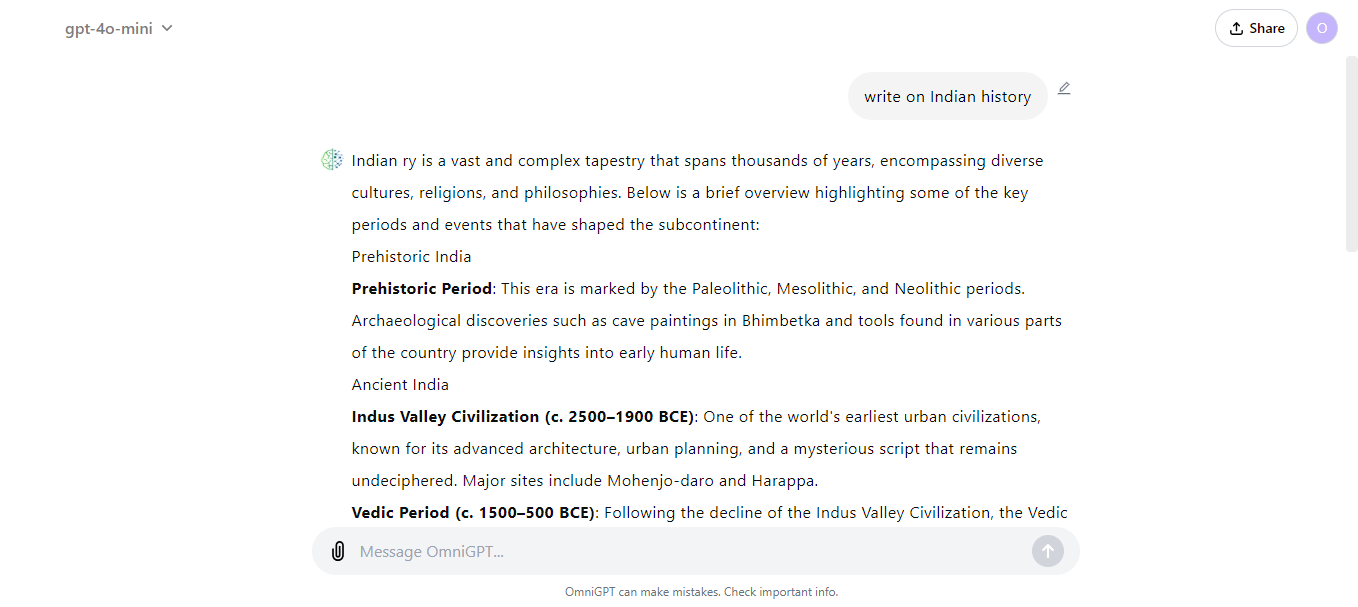 gpt-4o-mini
Share
O
write on Indian history
Indian ry is a vast and complex tapestry that spans thousands of years, encompassing diverse
cultures, religions, and philosophies. Below is a brief overview highlighting some of the key
periods and events that have shaped the subcontinent:
Prehistoric India
Prehistoric Period: This era is marked by the Paleolithic, Mesolithic, and Neolithic periods.
Archaeological discoveries such as cave paintings in Bhimbetka and tools found in various parts
of the country provide insights into early human life.
Ancient India
Indus Valley Civilization (c. 2500–1900 BCE): One of the world's earliest urban civilizations,
known for its advanced architecture, urban planning, and a mysterious script that remains
undeciphered. Major sites include Mohenjo-daro and Harappa.
Vedic Period (c. 1500–500 BCE): Following the decline of the Indus Valley Civilization, the Vedic
Message OmniGPT...
OmniGPT can make mistakes. Check important info.